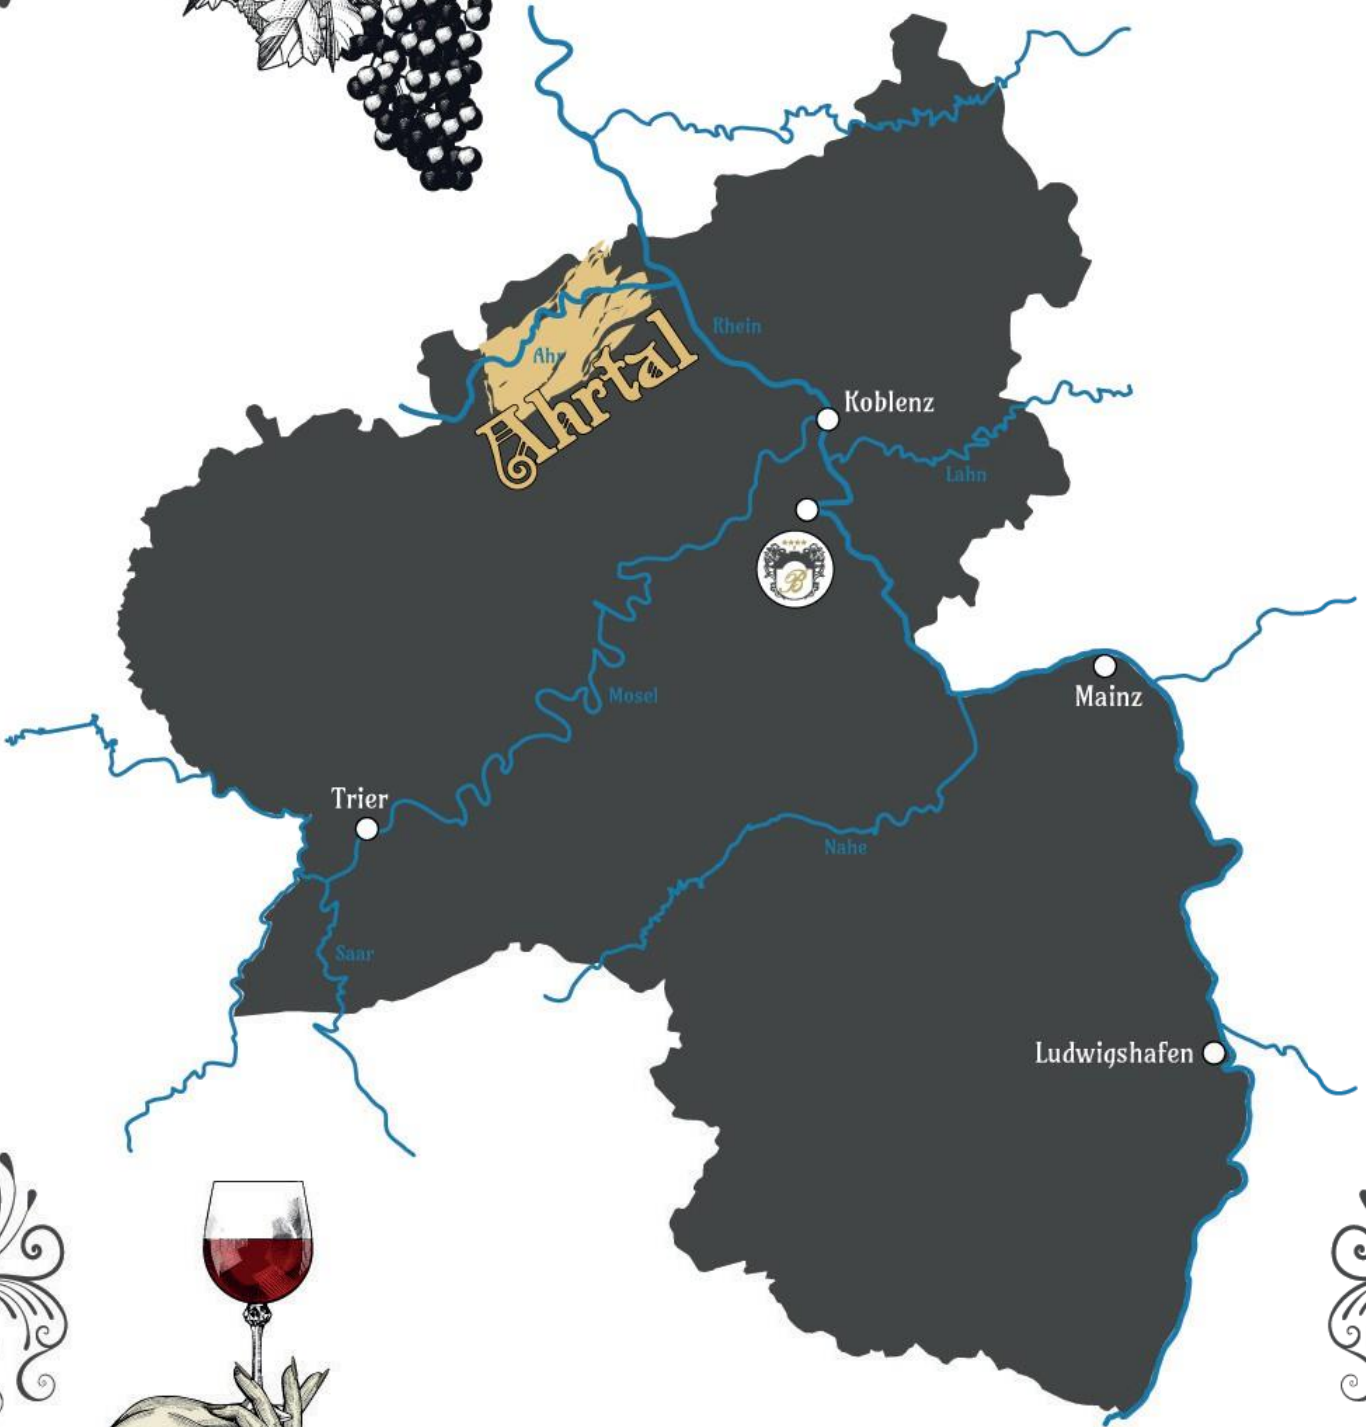 Rhein
Ahr
Ahrtal
Koblenz
Lahn
B
Mosel
Mainz
Trier
Nahe
Saar
Ludwigshafen